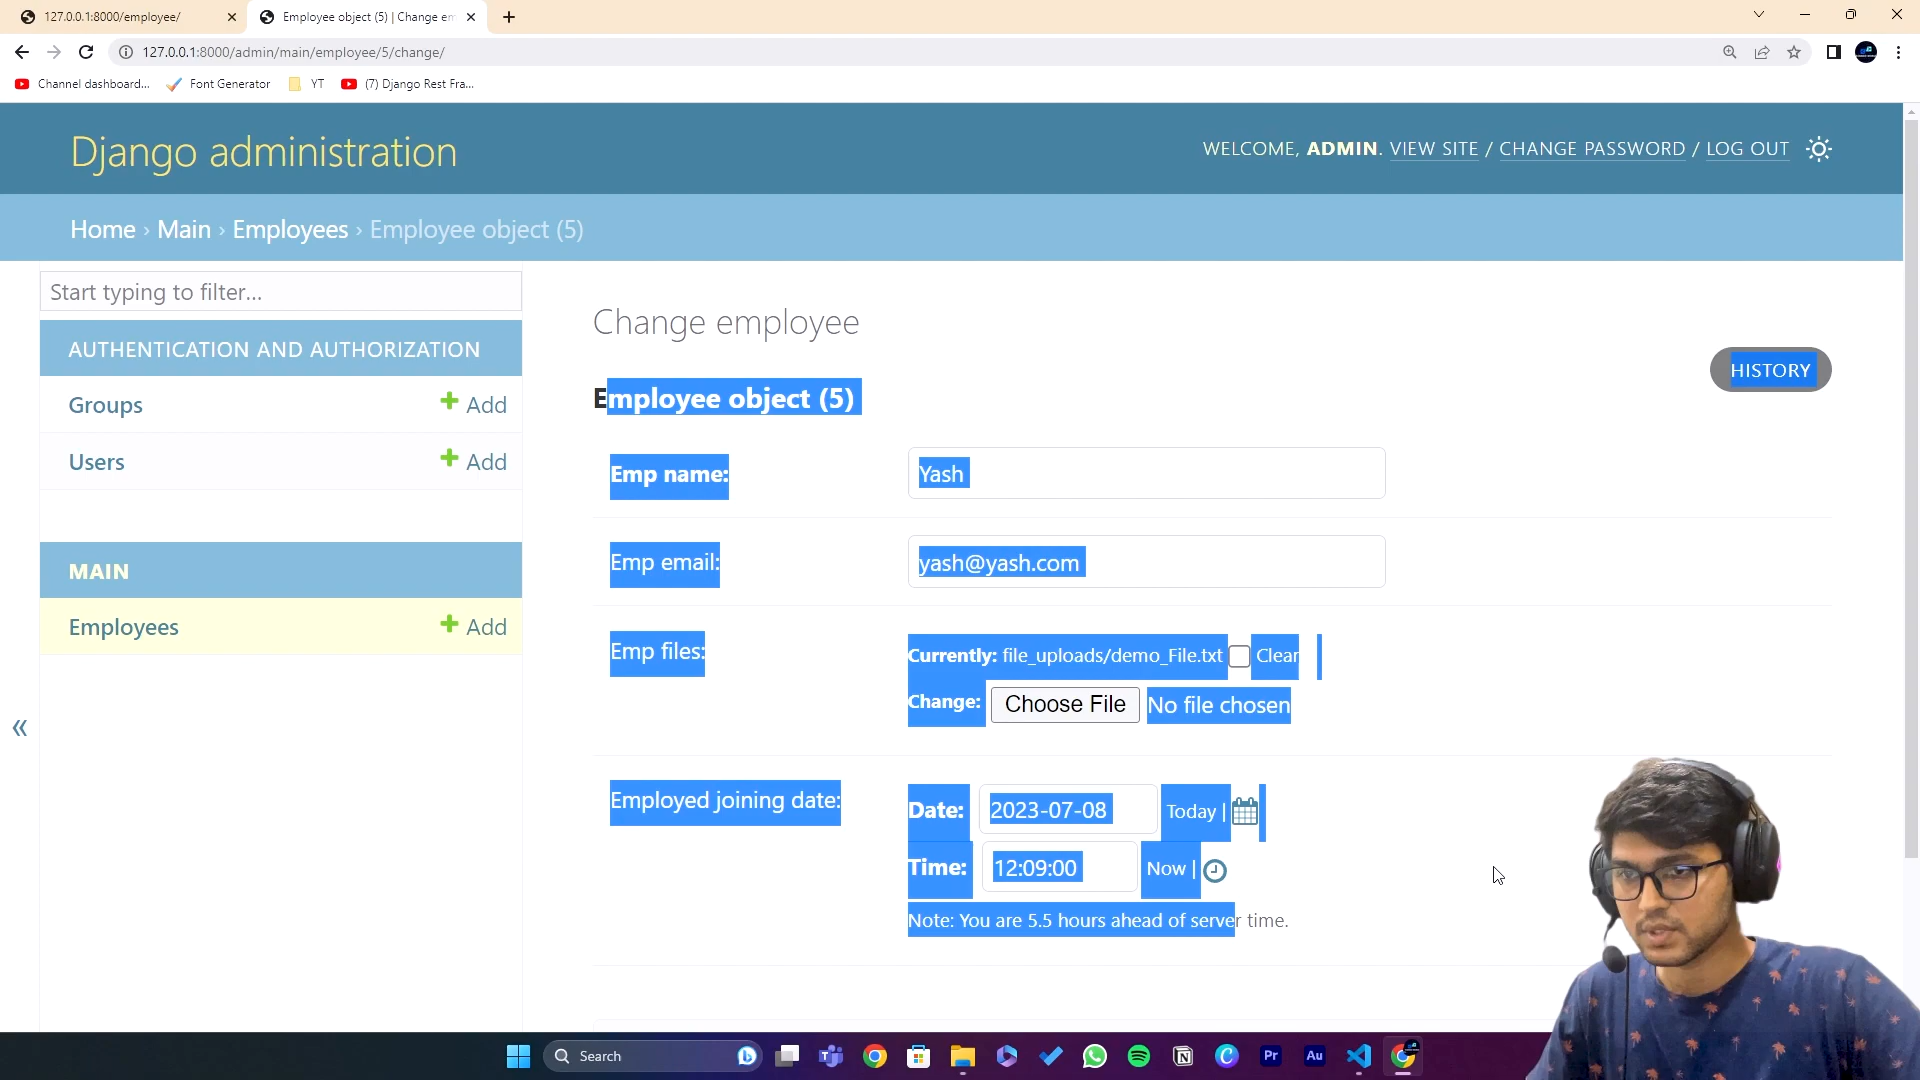 127.0.0.1:8000/employee/
Employee object (5) | Change em
127.0.0.1:8000/admin/main/employee/5/change/
Channel dashboard...
Font Generator
YT
(7) Django Rest Fra...
Django administration
WELCOME, ADMIN. VIEW SITE / CHANGE PASSWORD / LOG OUT
Home › Main › Employees › Employee object (5)
Start typing to filter...
AUTHENTICATION AND AUTHORIZATION
Groups
Add
Users
Add
MAIN
Employees
Add
Change employee
HISTORY
Employee object (5)
Emp name:
Yash
Emp email:
yash@yash.com
Emp files:
Currently: file_uploads/demo_File.txt Clear
Change: Choose File No file chosen
Employed joining date:
Date: 2023-07-08 Today |
Time: 12:09:00 Now |
Note: You are 5.5 hours ahead of server time.
Search
Pr
Au